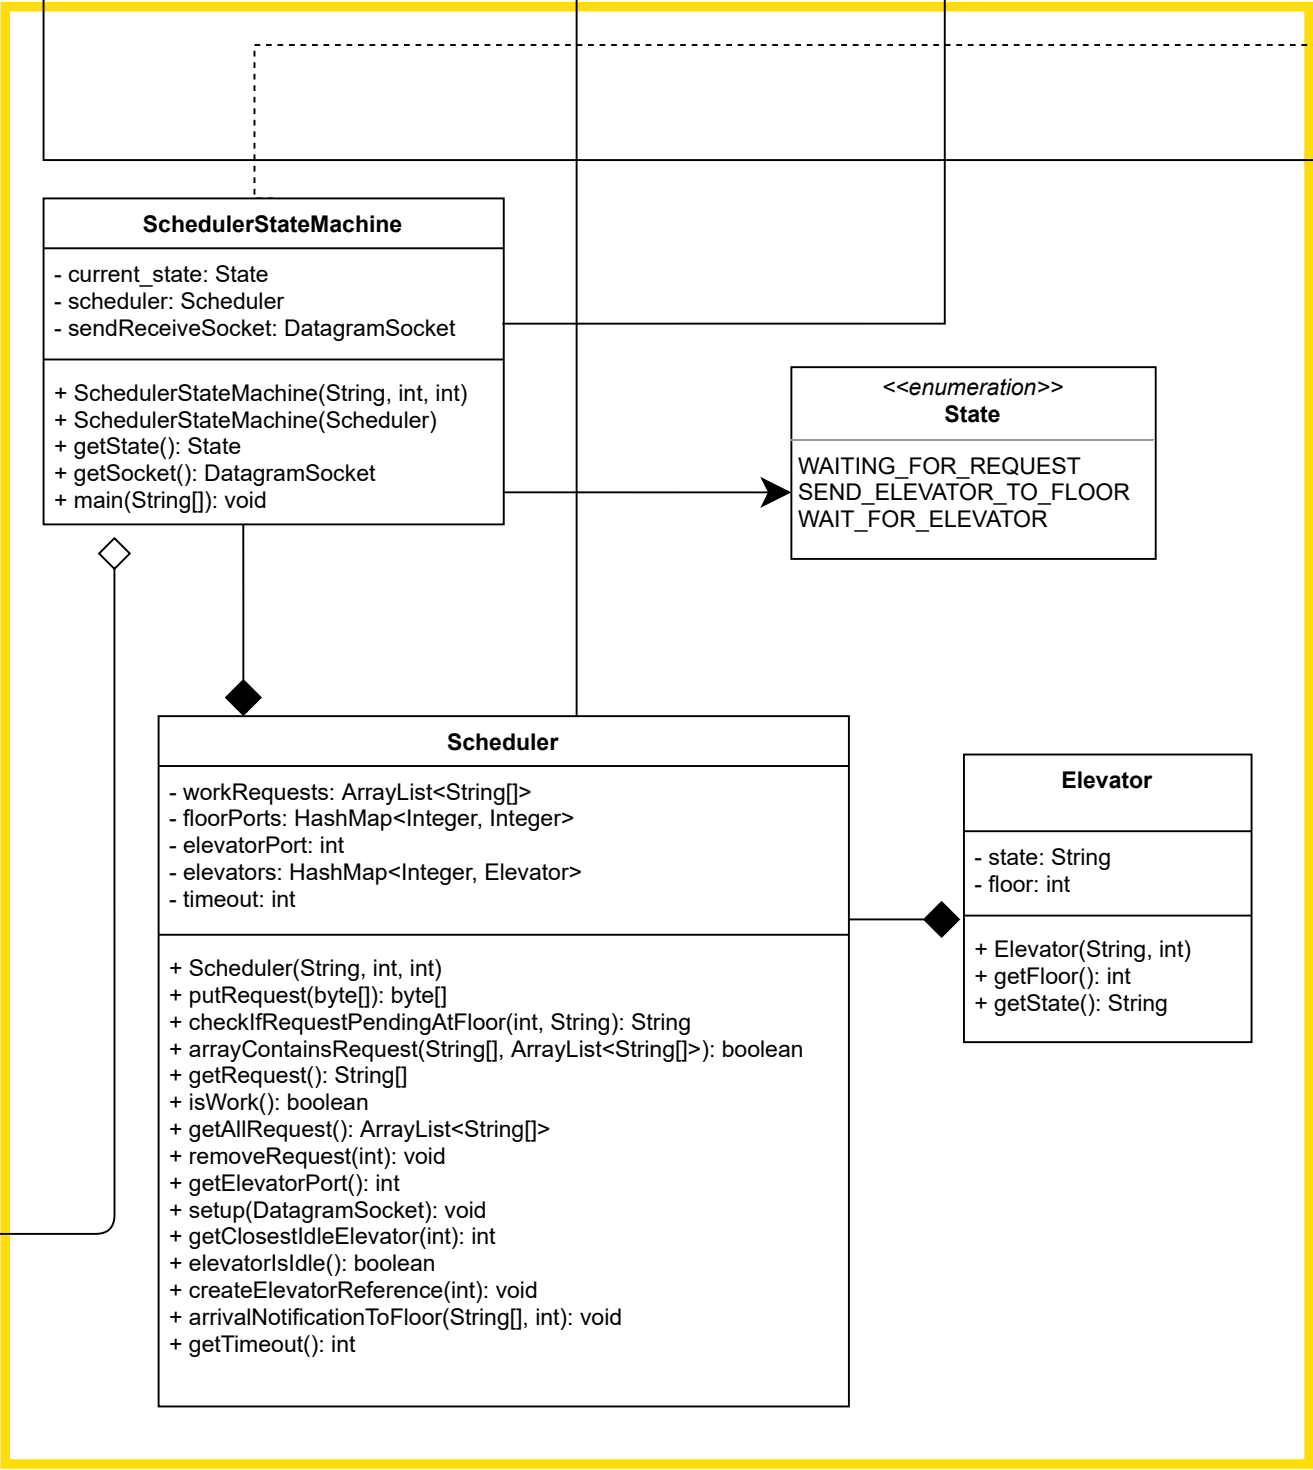 SchedulerStateMachine
- current_state: State
- scheduler: Scheduler
- sendReceiveSocket: DatagramSocket
+ SchedulerStateMachine(String, int, int)
+ SchedulerStateMachine(Scheduler)
+ getState(): State
+ getSocket(): DatagramSocket
+ main(String[]): void
<<enumeration>>
State
WAITING_FOR_REQUEST
SEND_ELEVATOR_TO_FLOOR
WAIT_FOR_ELEVATOR
Scheduler
- workRequests: ArrayList<String[]>
- floorPorts: HashMap<Integer, Integer>
- elevatorPort: int
- elevators: HashMap<Integer, Elevator>
- timeout: int
+ Scheduler(String, int, int)
+ putRequest(byte[]): byte[]
+ checkIfRequestPendingAtFloor(int, String): String
+ arrayContainsRequest(String[], ArrayList<String[]>): boolean
+ getRequest(): String[]
+ isWork(): boolean
+ getAllRequest(): ArrayList<String[]>
+ removeRequest(int): void
+ getElevatorPort(): int
+ setup(DatagramSocket): void
+ getClosestIdleElevator(int): int
+ elevatorIsIdle(): boolean
+ createElevatorReference(int): void
+ arrivalNotificationToFloor(String[], int): void
+ getTimeout(): int
Elevator
- state: String
- floor: int
+ Elevator(String, int)
+ getFloor(): int
+ getState(): String